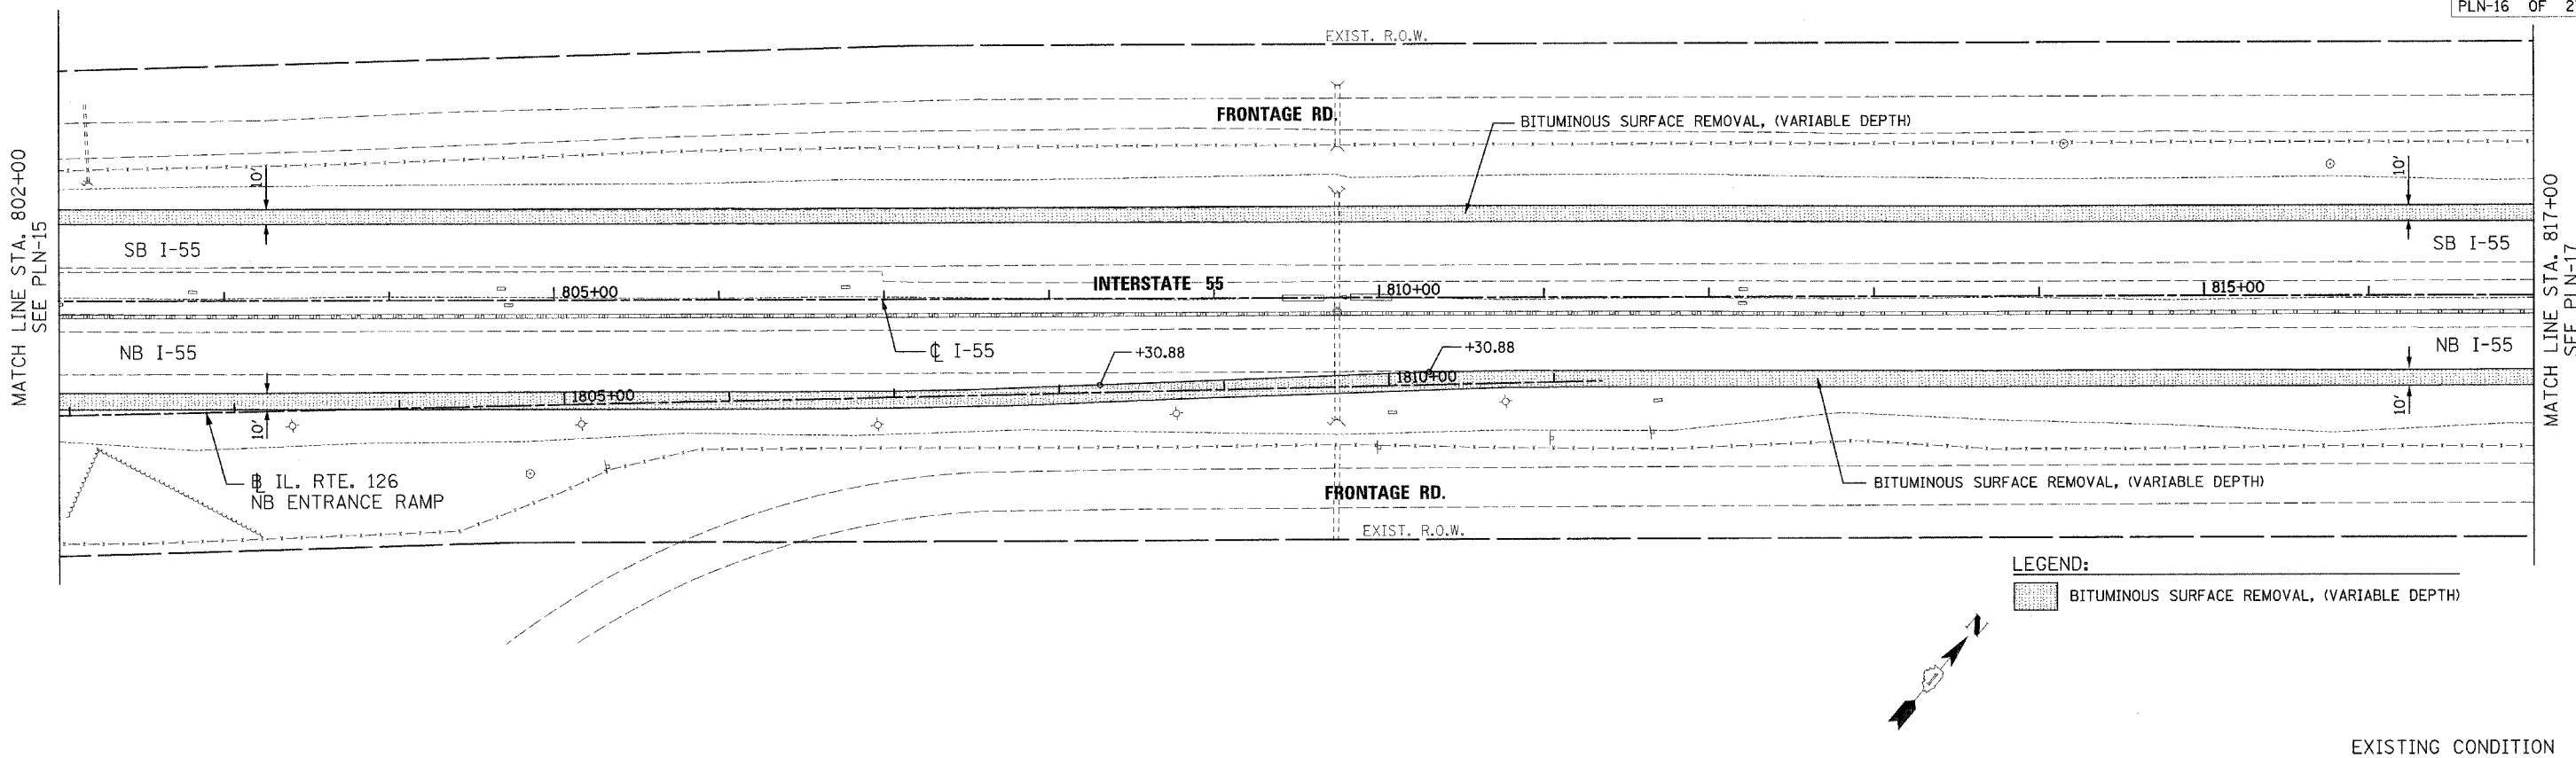 PLN-16 OF
EXIST. R.O.W.
FRONTAGE RD.
BITUMINOUS SURFACE REMOVAL, (VARIABLE DEPTH)
MATCH LINE STA. 802+00
SEE PLN-15
10'
10'
SB I-55
SB I-55
INTERSTATE 55
805+00
810+00
815+00
MATCH LINE STA. 817+00
SEE PLN-17
NB I-55
℄ I-55
+30.88
+30.88
NB I-55
1805+00
1810+00
10'
10'
B IL. RTE. 126
NB ENTRANCE RAMP
BITUMINOUS SURFACE REMOVAL, (VARIABLE DEPTH)
FRONTAGE RD.
EXIST. R.O.W.
LEGEND:
BITUMINOUS SURFACE REMOVAL, (VARIABLE DEPTH)
N
EXISTING CONDITION